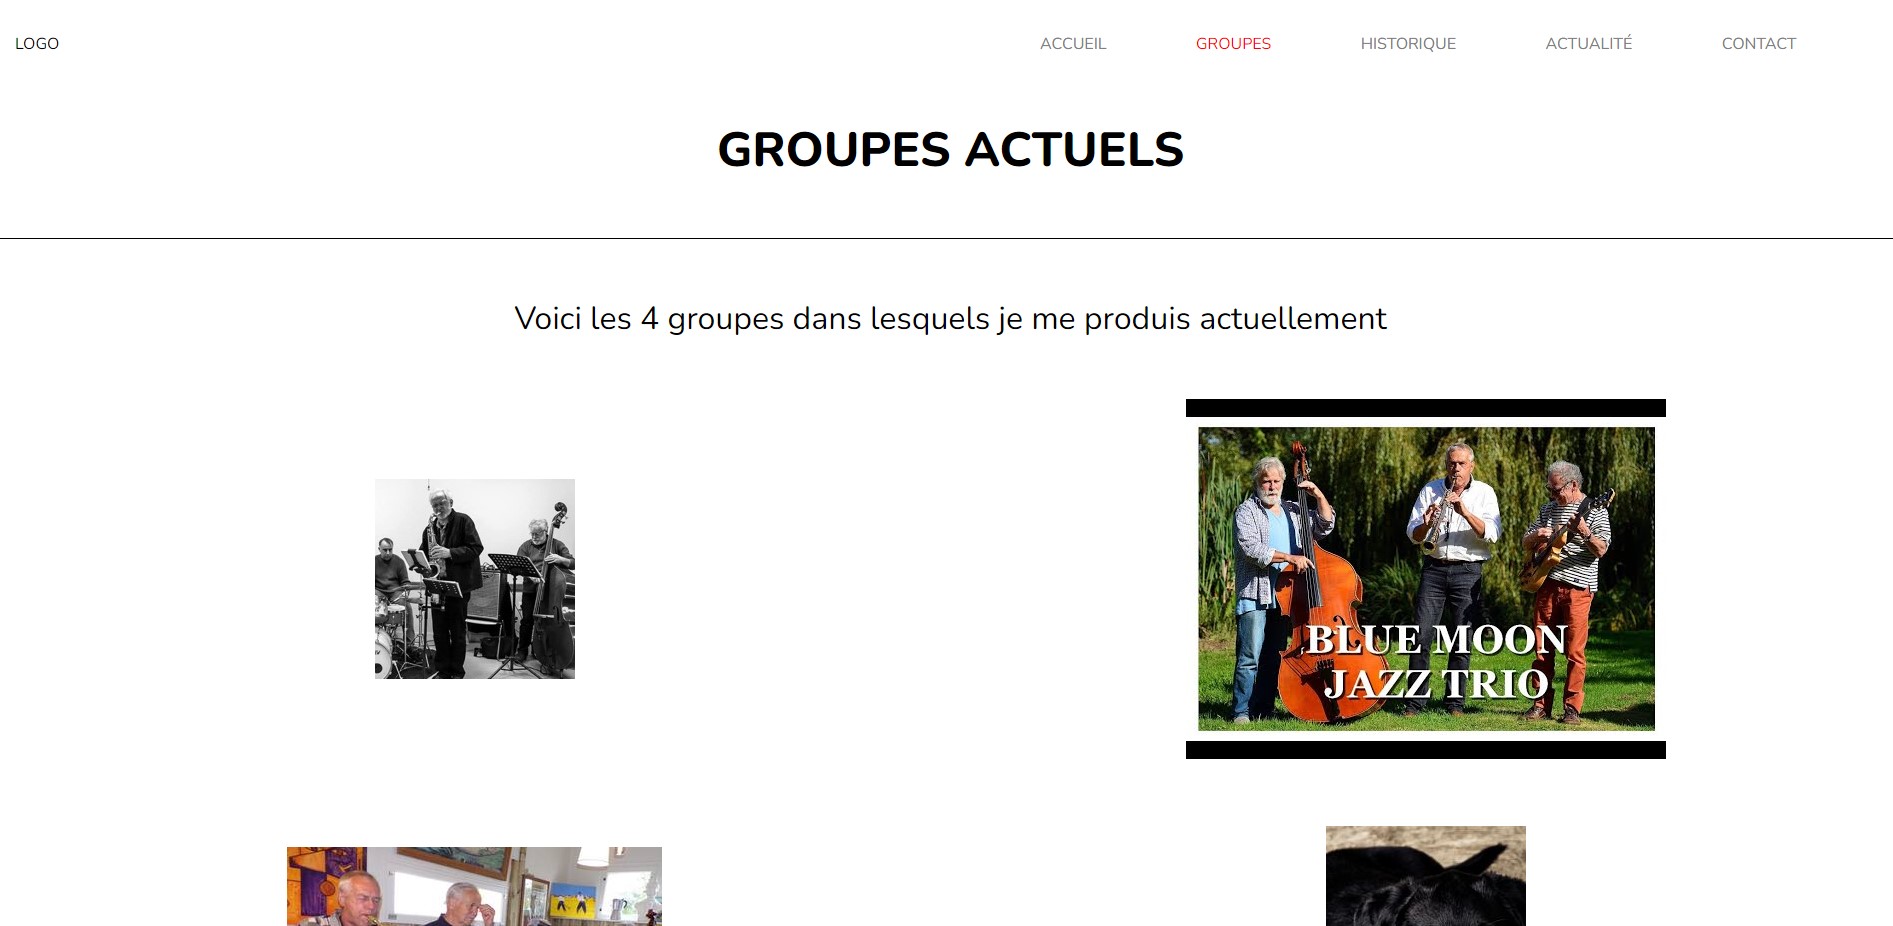 LOGO
ACCUEIL
GROUPES
HISTORIQUE
ACTUALITÉ
CONTACT
GROUPES ACTUELS
Voici les 4 groupes dans lesquels je me produis actuellement
BLUE MOON
JAZZ TRIO